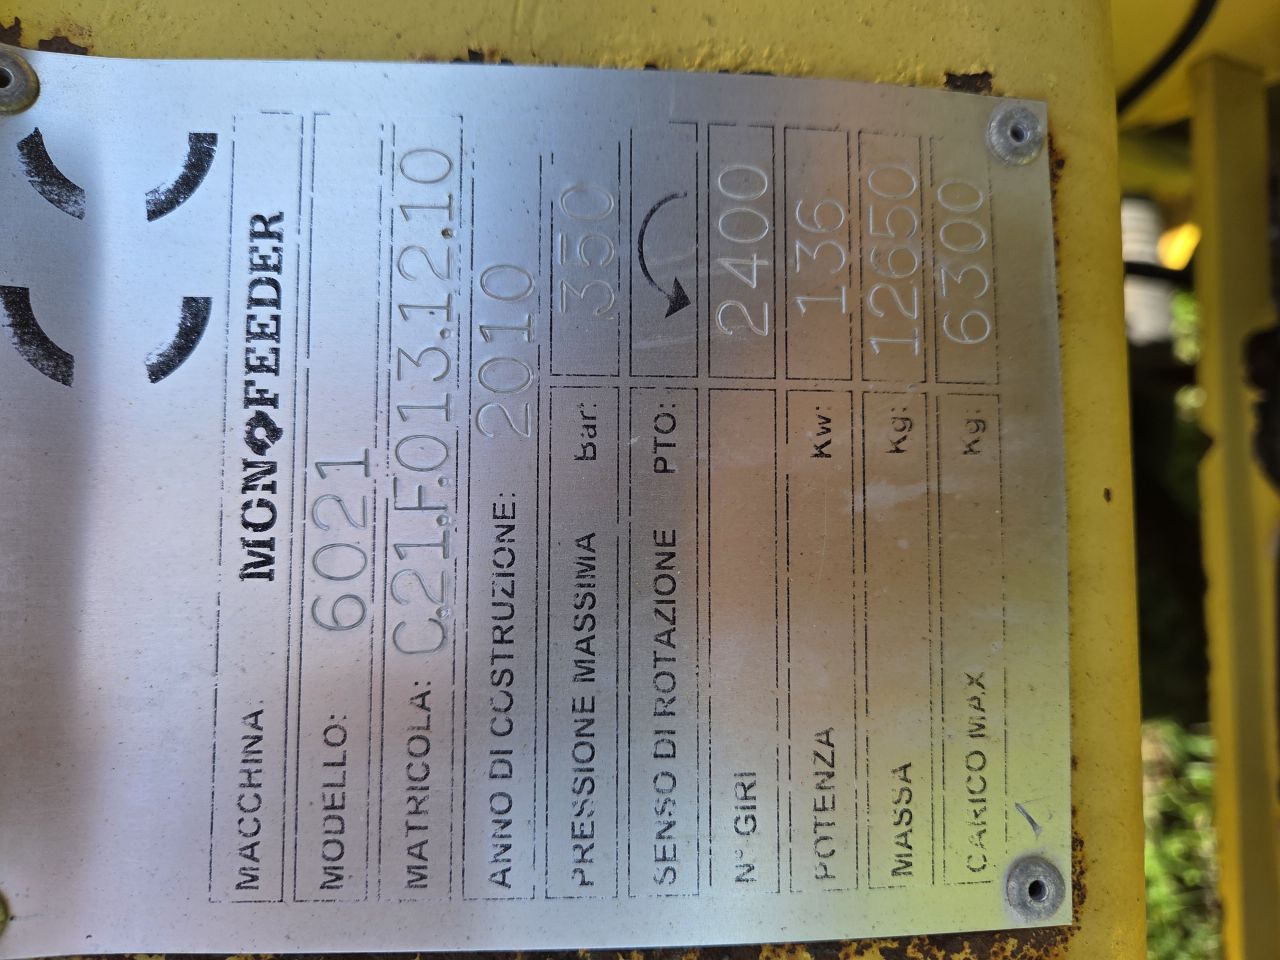 MACCHINA MONOFEEDER
MODELLO: 6021
MATRICOLA: C.21.F.013.12.10
ANNO DI COSTRUZIONE: 2010
PRESSIONE MASSIMA bar: 350
SENSO DI ROTAZIONE PTO:
N° GIRI 2400
POTENZA Kw: 136
MASSA Kg: 12650
CARICO MAX Kg: 6300